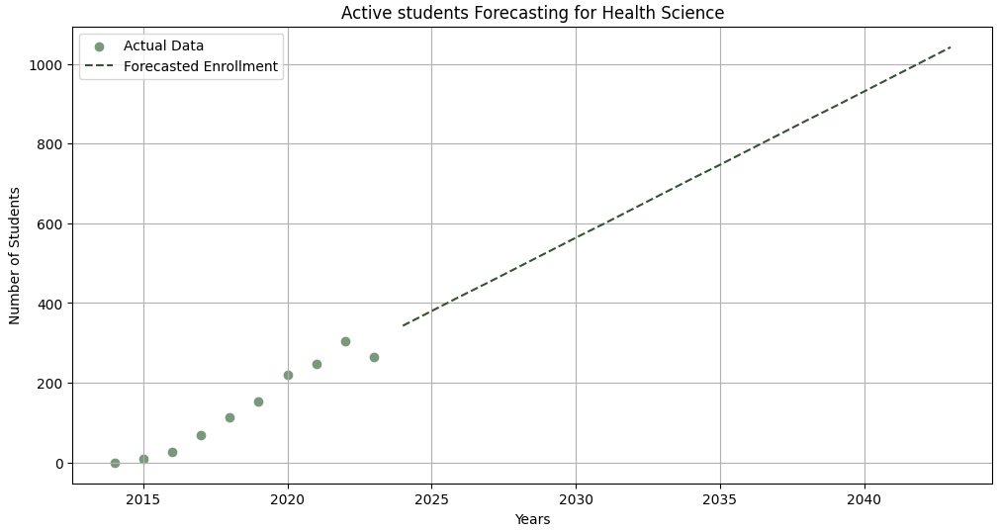 Active students Forecasting for Health Science
Actual Data
Forecasted Enrollment
Number of Students
1000
800
600
400
200
0
2015
2020
2025
2030
2035
2040
Years